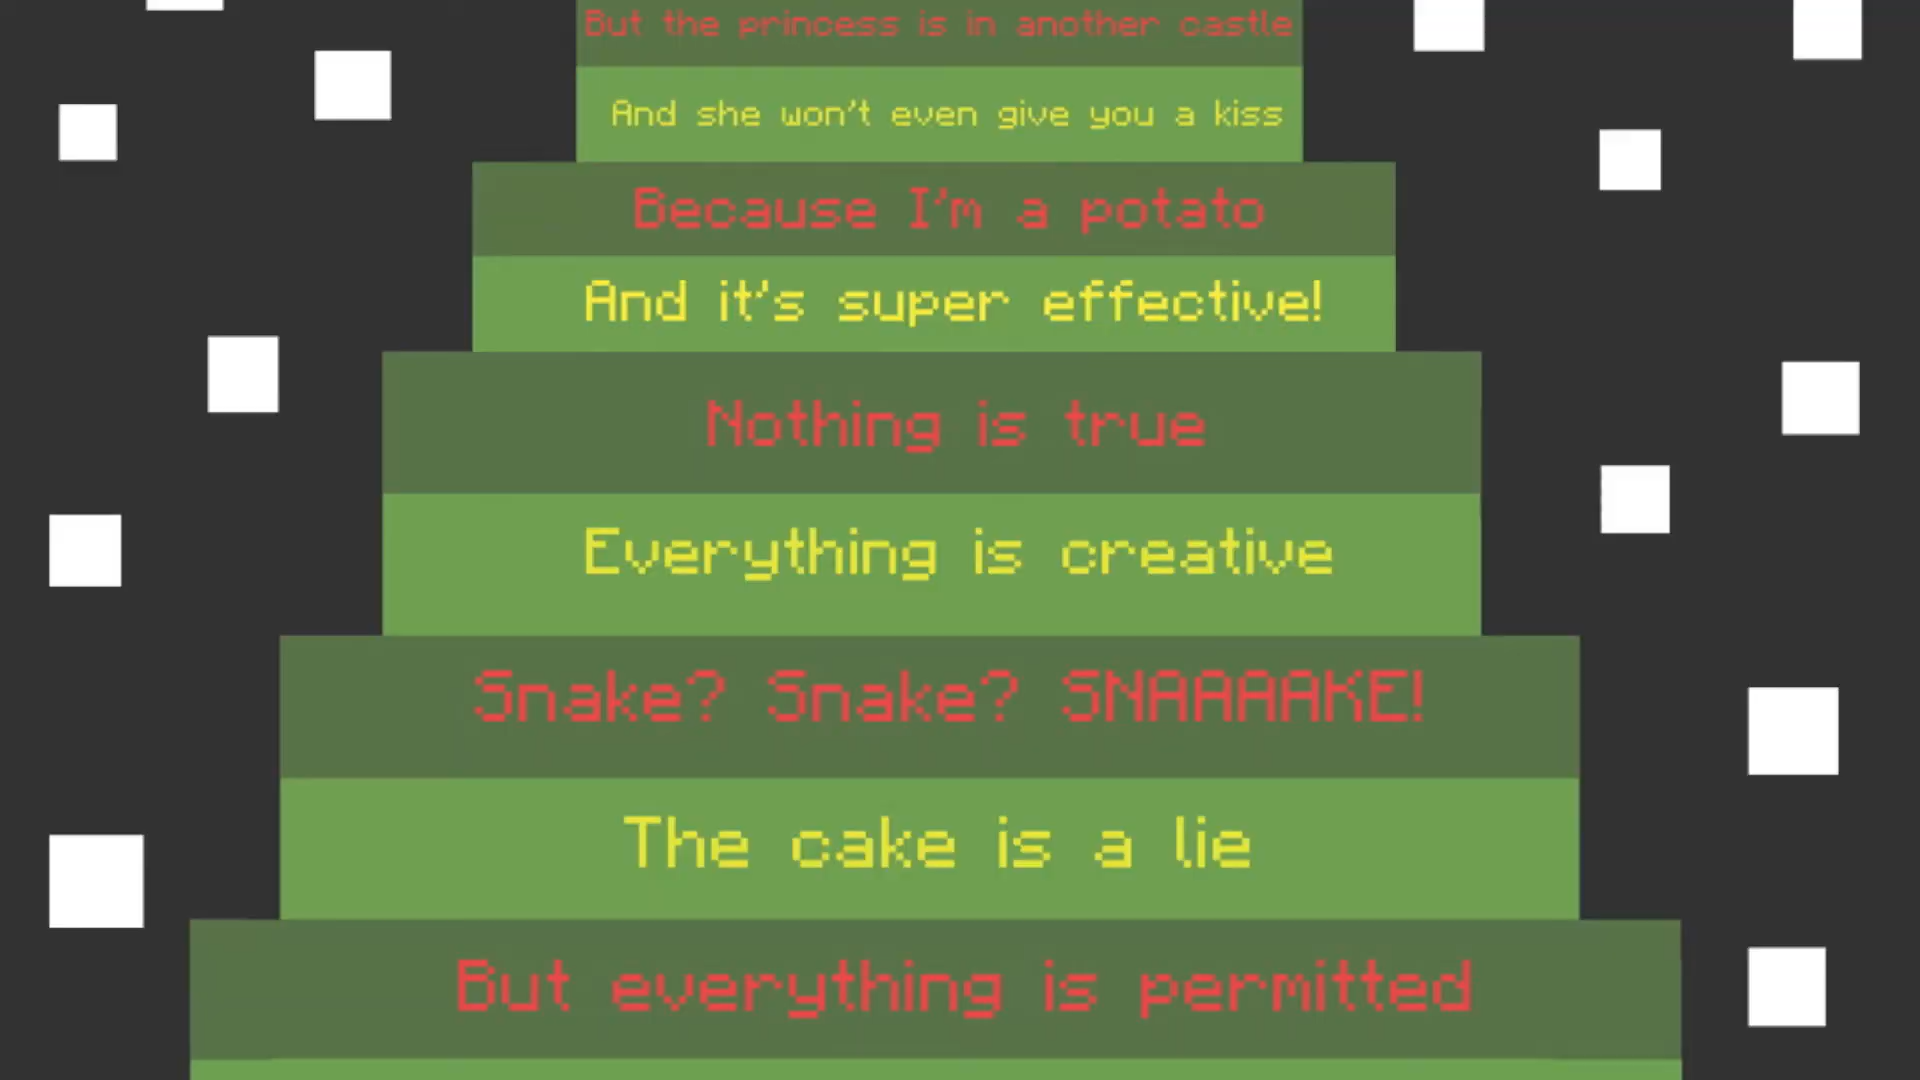 But the princess is in another castle
And she won't even give you a kiss
Because I'm a potato
And it's super effective!
Nothing is true
Everything is creative
Snake? Snake? SNAAAAKE!
The cake is a lie
But everything is permitted